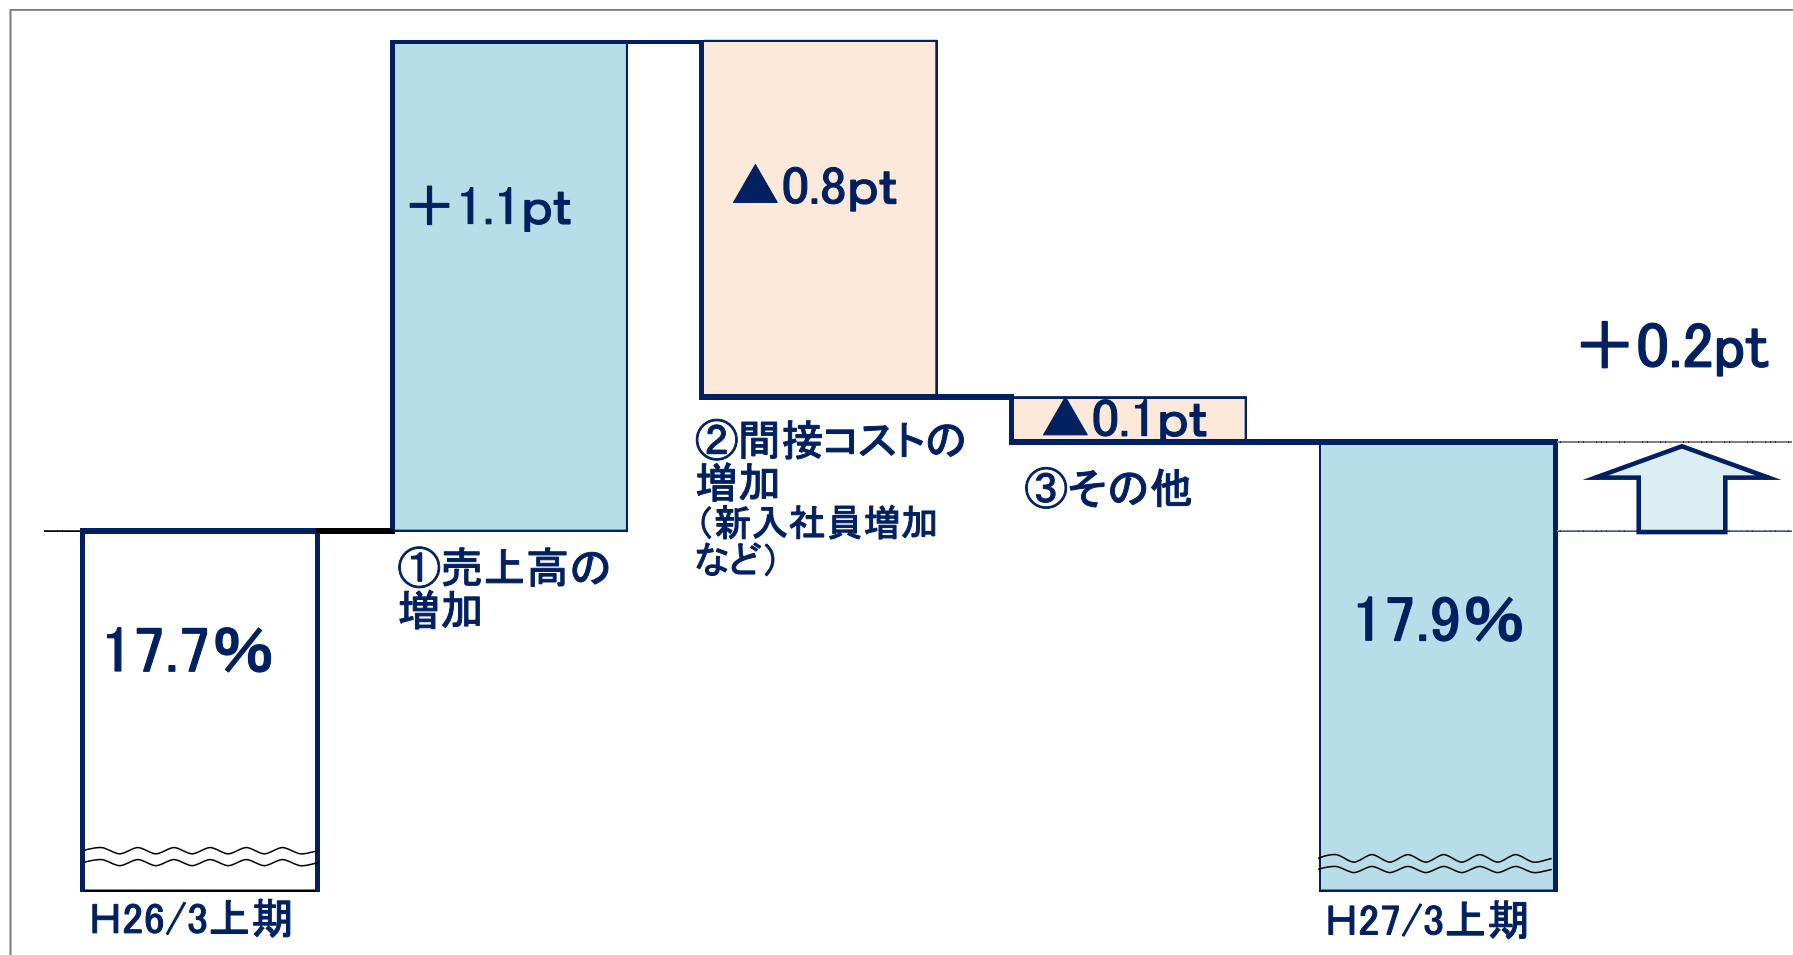 17.7%
H26/3上期
+1.1pt
①売上高の
増加
▲0.8pt
②間接コストの
増加
(新入社員増加
など)
▲0.1pt
③その他
17.9%
H27/3上期
+0.2pt